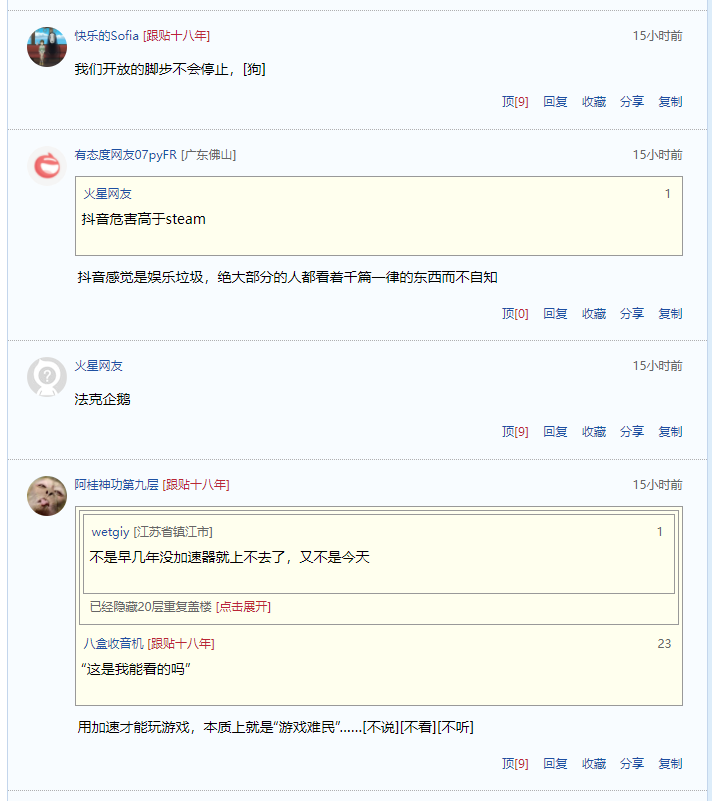 快乐的Sofia [跟贴十八年] 15小时前
我们开放的脚步不会停止，[狗]
顶[9] 回复 收藏 分享 复制
有态度网友07pyFR [广东佛山] 15小时前
火星网友 1
抖音危害高于steam
抖音感觉是娱乐垃圾，绝大部分的人都看着千篇一律的东西而不自知
顶[0] 回复 收藏 分享 复制
火星网友 15小时前
法克企鹅
顶[9] 回复 收藏 分享 复制
阿桂神功第九层 [跟贴十八年] 15小时前
wetgiy [江苏省镇江市] 1
不是早几年没加速器就上不去了，又不是今天
已经隐藏20层重复盖楼 [点击展开]
八盒收音机 [跟贴十八年] 23
“这是我能看的吗”
用加速才能玩游戏，本质上就是“游戏难民”……[不说][不看][不听]
顶[9] 回复 收藏 分享 复制